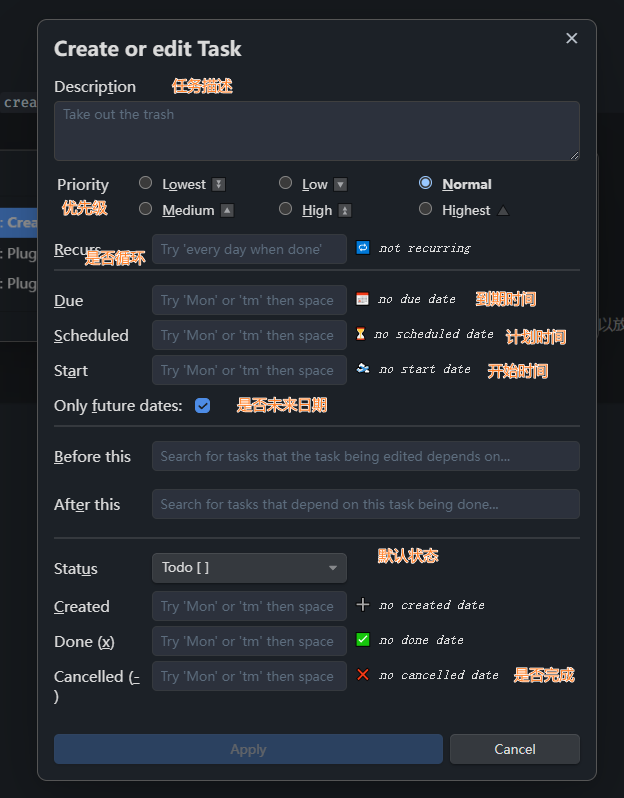 Create or edit Task
Description 任务描述
crea
Take out the trash
Priority Lowest Low Normal
优先级 Medium High Highest
: Crea
Recurs 是否循环 Try 'every day when done' not recurring
: Plug
: Plug
Due Try 'Mon' or 'tm' then space no due date 到期时间
Scheduled Try 'Mon' or 'tm' then space no scheduled date 计划时间
以放
Start Try 'Mon' or 'tm' then space no start date 开始时间
Only future dates: 是否未来日期
Before this Search for tasks that the task being edited depends on...
After this Search for tasks that depend on this task being done...
默认状态
Status Todo [ ]
Created Try 'Mon' or 'tm' then space no created date
Done (x) Try 'Mon' or 'tm' then space no done date
Cancelled (-
) Try 'Mon' or 'tm' then space no cancelled date 是否完成
Apply Cancel